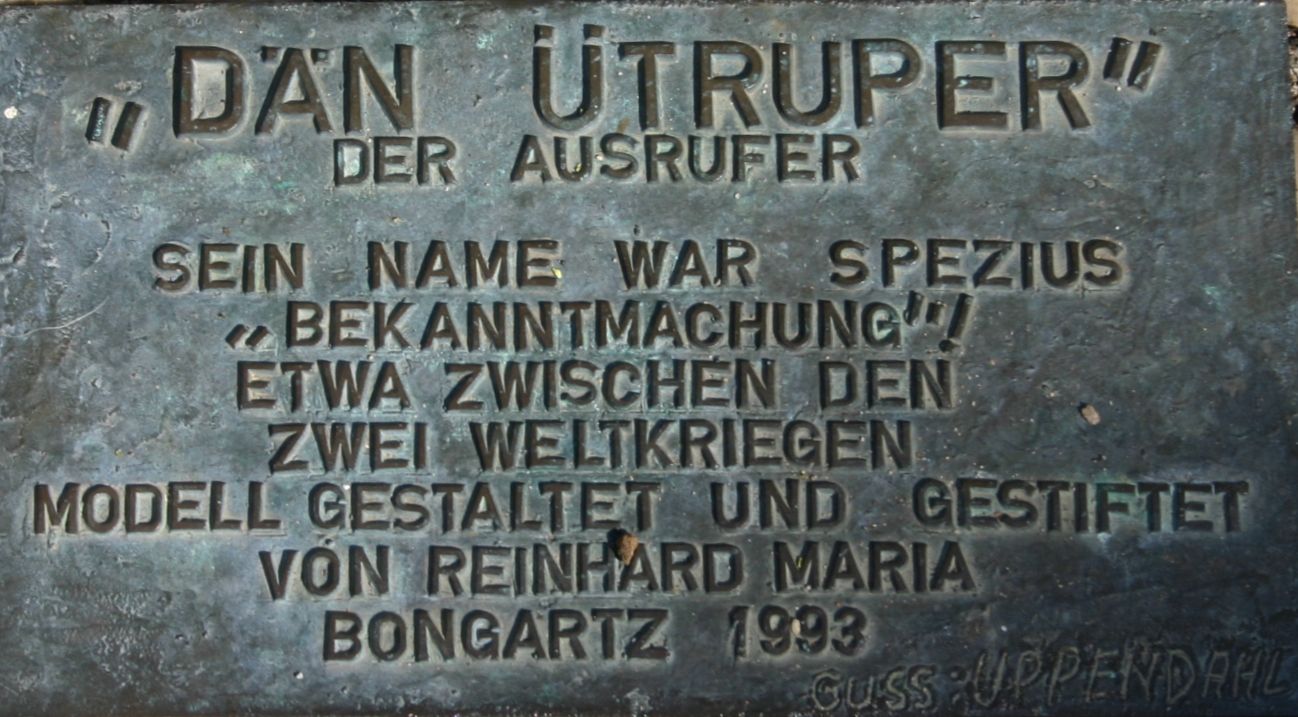 „DÄN ÜTRUPER"
DER AUSRUFER
SEIN NAME WAR SPEZIUS
„BEKANNTMACHUNG"!
ETWA ZWISCHEN DEN
ZWEI WELTKRIEGEN
MODELL GESTALTET UND GESTIFTET
VON REINHARD MARIA
BONGARTZ 1993
GUSS: UPPENDAHL